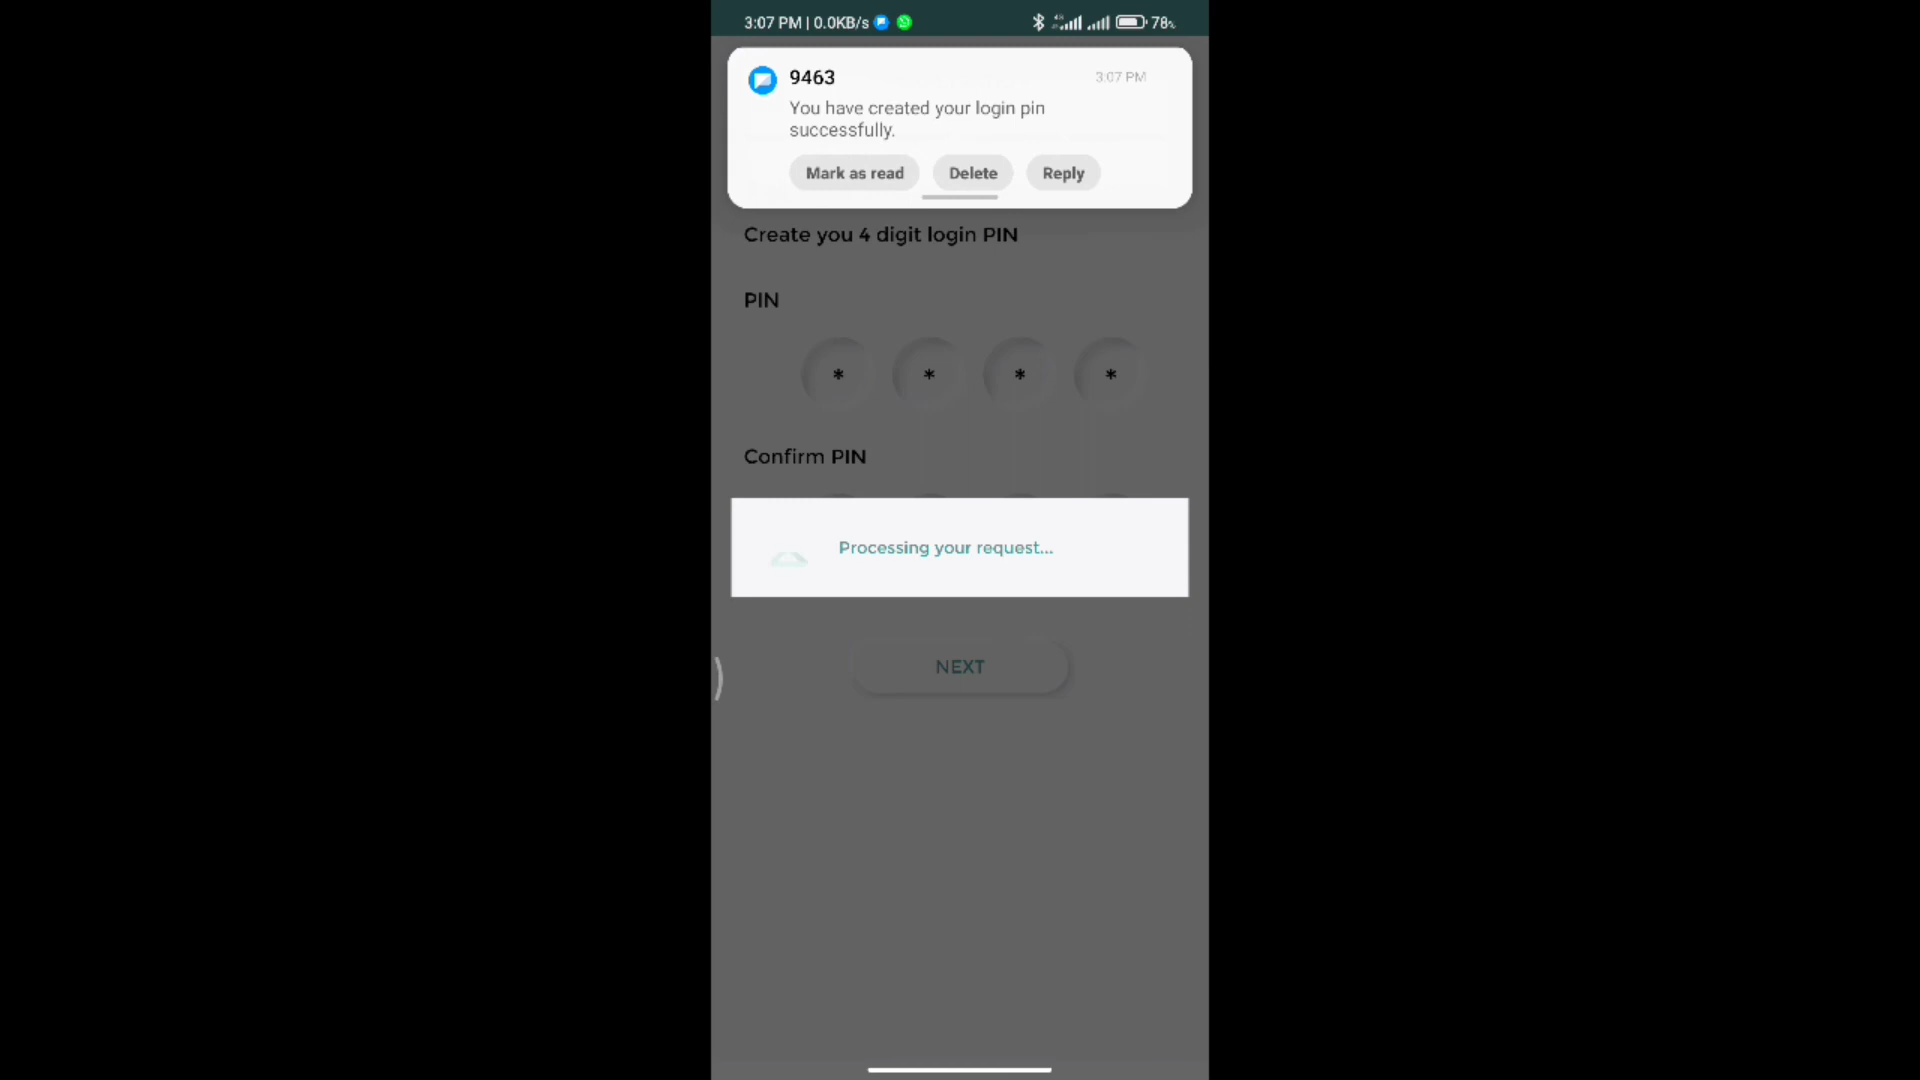 3:07 PM | 0.0KB/s 78%
9463 3:07 PM
You have created your login pin
successfully.
Mark as read Delete Reply
Create you 4 digit login PIN
PIN
* * * *
Confirm PIN
Processing your request...
NEXT